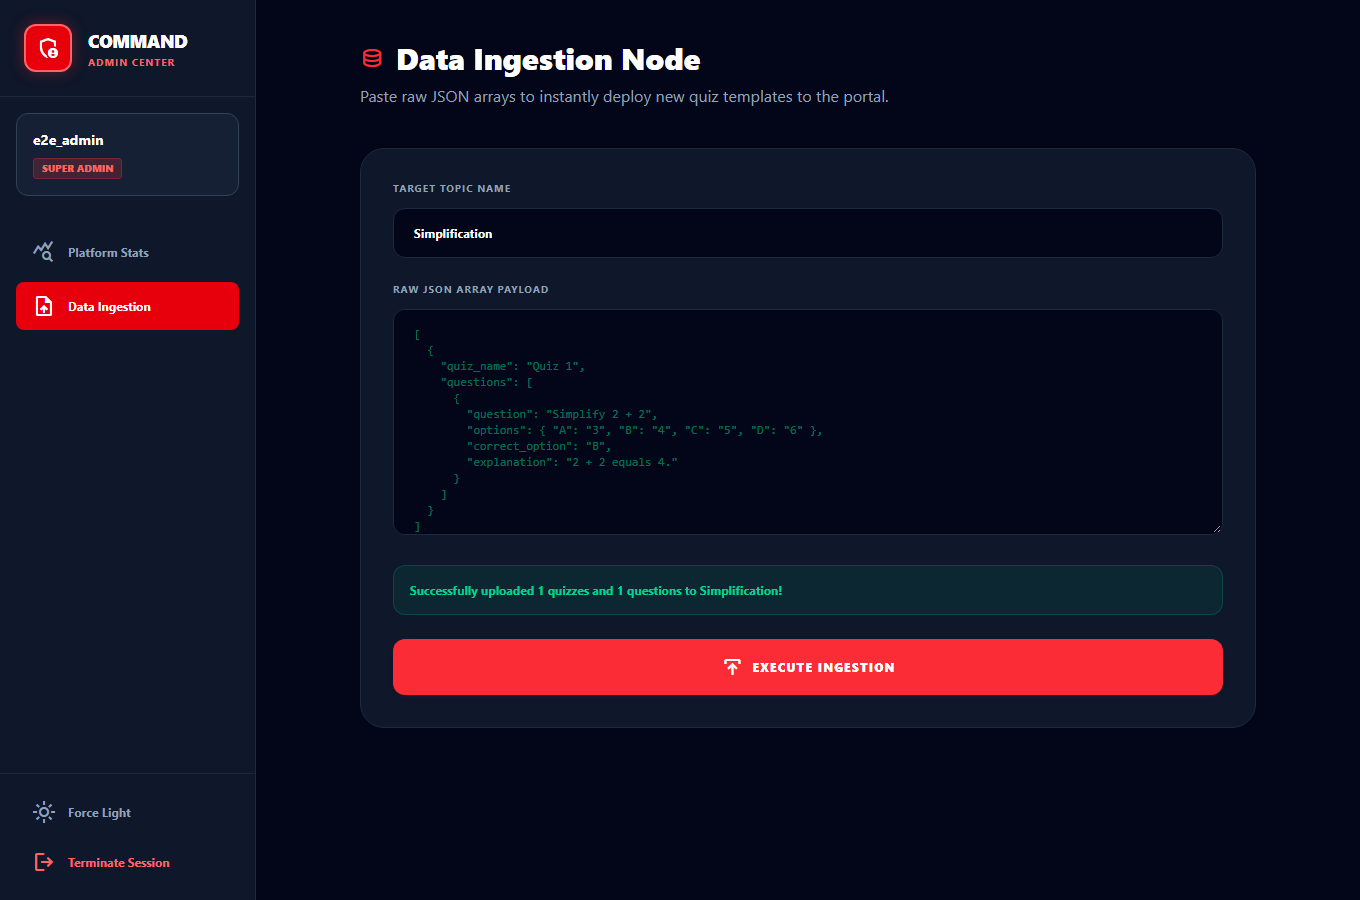 COMMAND
ADMIN CENTER
e2e_admin
SUPER ADMIN
Platform Stats
Data Ingestion
Force Light
Terminate Session
Data Ingestion Node
Paste raw JSON arrays to instantly deploy new quiz templates to the portal.
TARGET TOPIC NAME
Simplification
RAW JSON ARRAY PAYLOAD
[
  {
    "quiz_name": "Quiz 1",
    "questions": [
      {
        "question": "Simplify 2 + 2",
        "options": { "A": "3", "B": "4", "C": "5", "D": "6" },
        "correct_option": "B",
        "explanation": "2 + 2 equals 4."
      }
    ]
  }
]
Successfully uploaded 1 quizzes and 1 questions to Simplification!
EXECUTE INGESTION